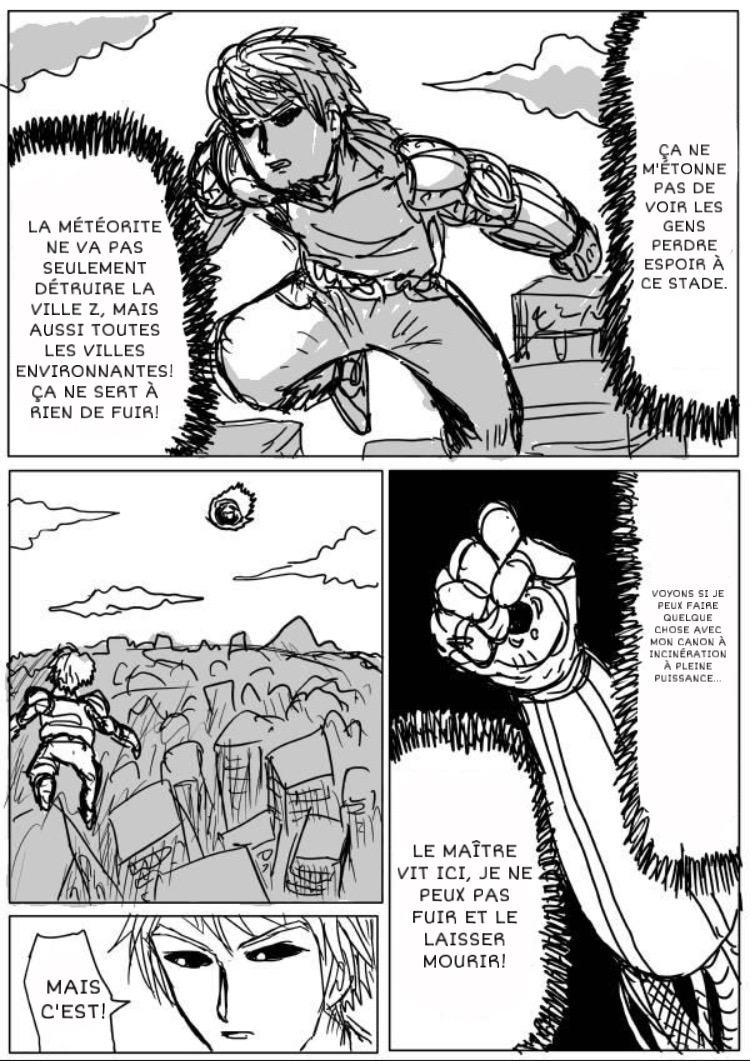 ÇA NE
M'ÉTONNE
PAS DE
VOIR LES
GENS
PERDRE
ESPOIR À
CE STADE.
LA MÉTÉORITE
NE VA PAS
SEULEMENT
DÉTRUIRE LA
VILLE Z, MAIS
AUSSI TOUTES
LES VILLES
ENVIRONNANTES!
ÇA NE SERT À
RIEN DE FUIR!
VOYONS SI JE
PEUX FAIRE
QUELQUE
CHOSE AVEC
MON CANON À
INCINÉRATION
À PLEINE
PUISSANCE...
LE MAÎTRE
VIT ICI, JE NE
PEUX PAS
FUIR ET LE
LAISSER
MOURIR!
MAIS
C'EST!